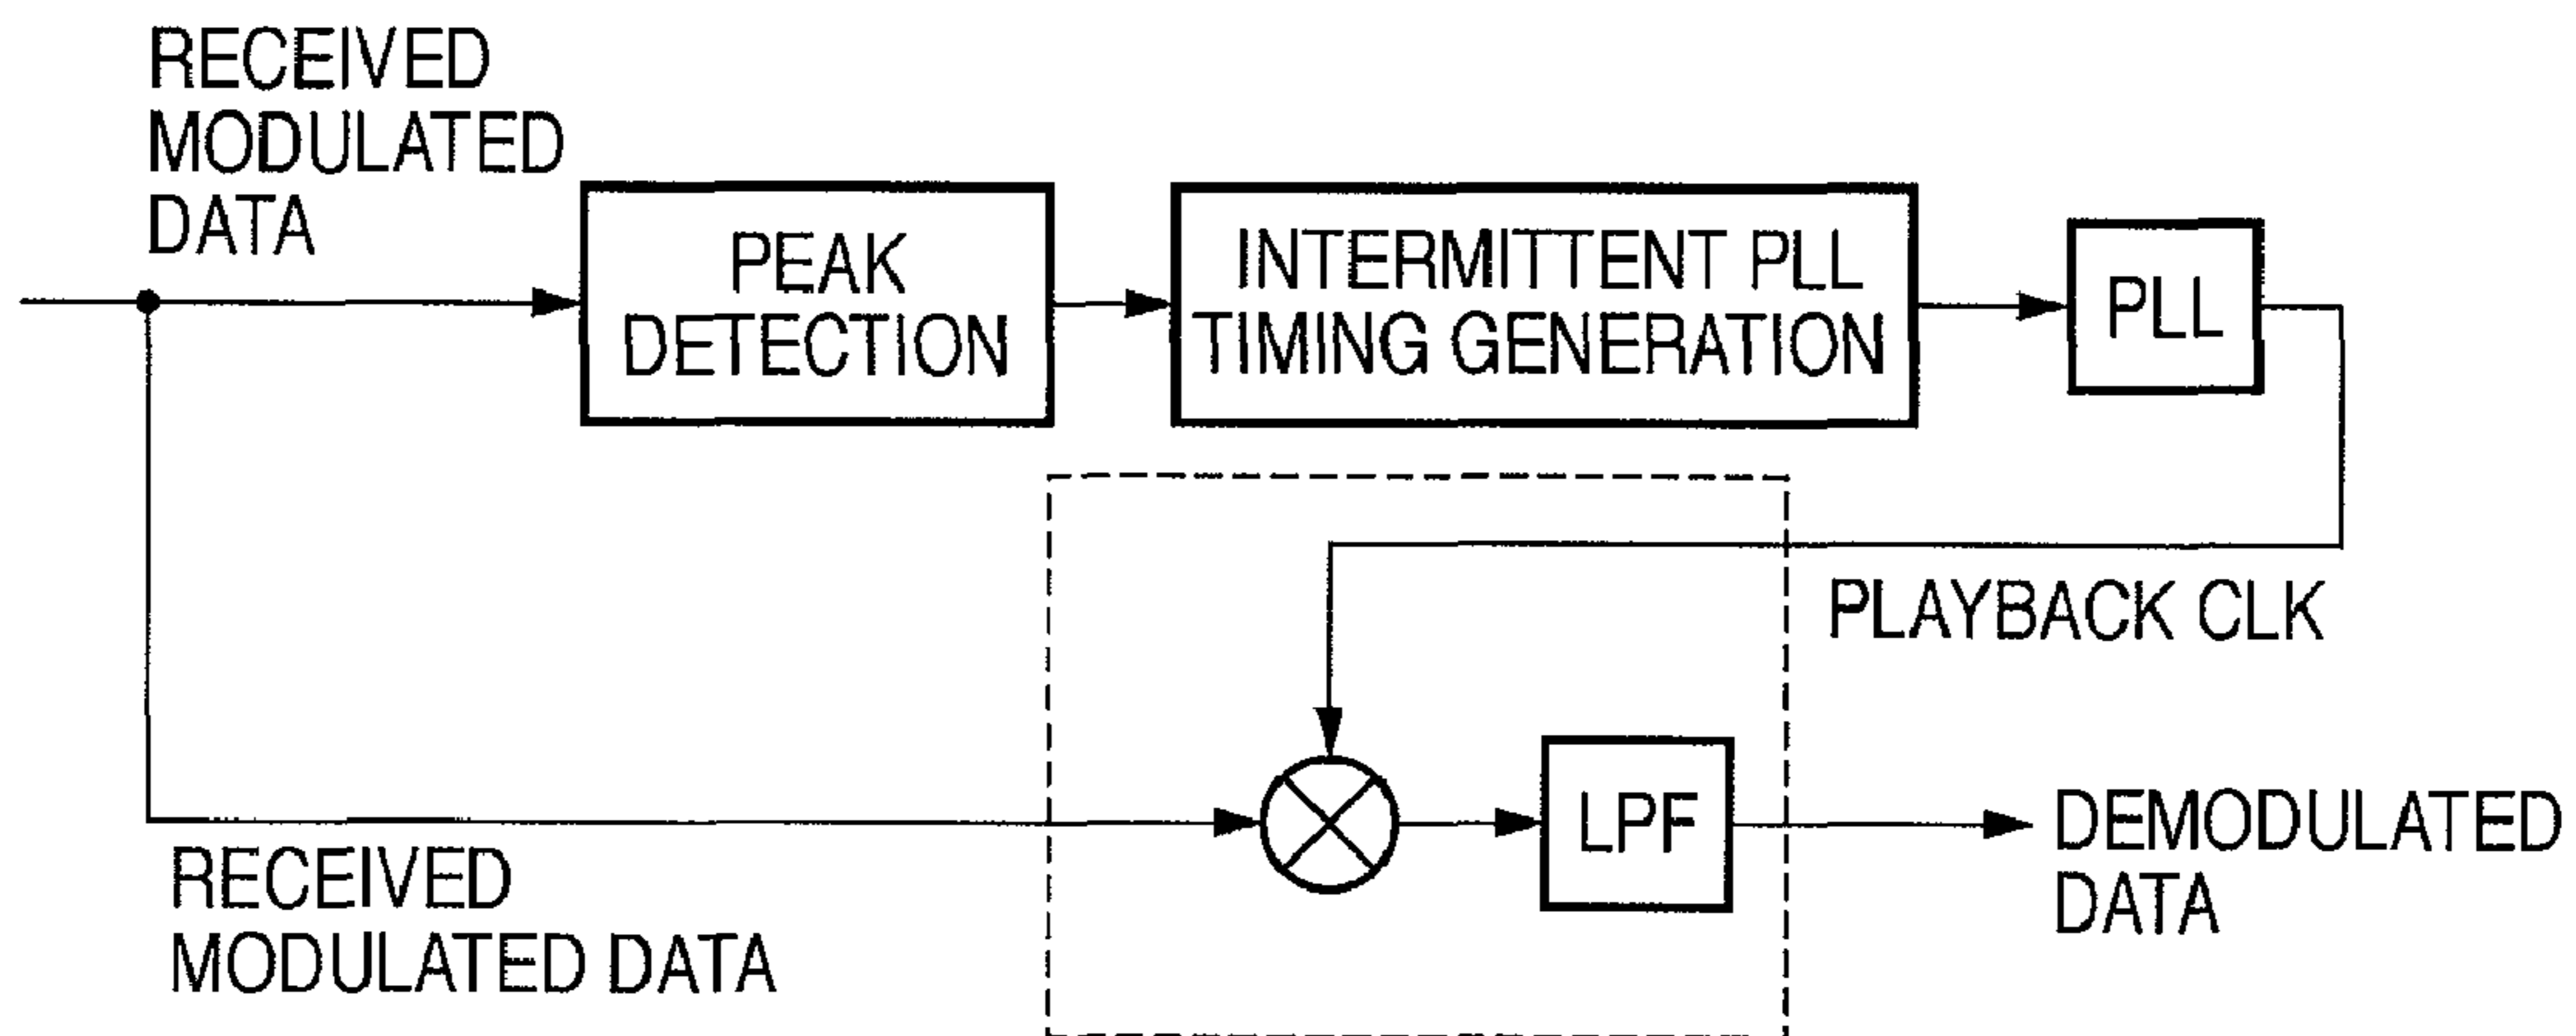 RECEIVED
MODULATED
DATA
PEAK
DETECTION
INTERMITTENT PLL
TIMING GENERATION
PLL
PLAYBACK CLK
LPF
DEMODULATED
DATA
RECEIVED
MODULATED DATA